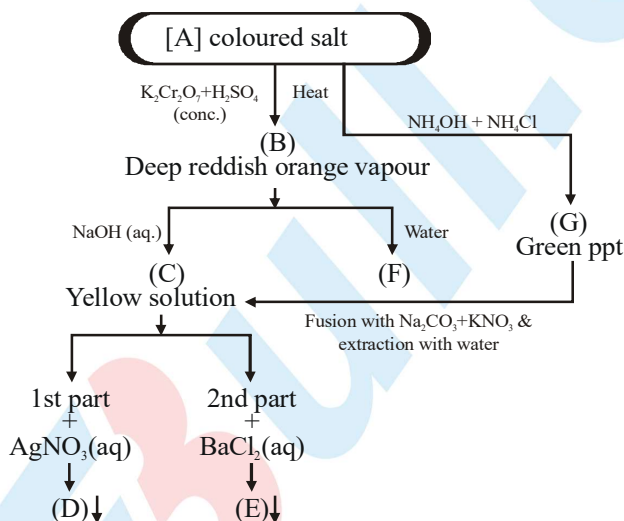 [A] coloured salt
K₂Cr₂O₇+H₂SO₄
(conc.)
Heat
NH₄OH + NH₄Cl
(B)
Deep reddish orange vapour
NaOH (aq.)
Water
(G)
Green ppt
(C)
Yellow solution
(F)
Fusion with Na₂CO₃+KNO₃ &
extraction with water
1st part
+
AgNO₃(aq)
(D)↓
2nd part
+
BaCl₂(aq)
(E)↓